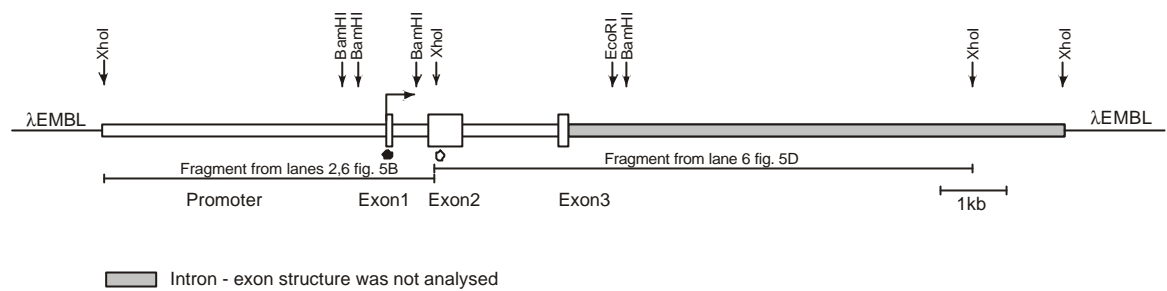 XhoI
BamHI
BamHI
BamHI
XhoI
EcoRI
BamHI
XhoI
XhoI
λEMBL
λEMBL
Fragment from lanes 2,6 fig. 5B
Fragment from lane 6 fig. 5D
Promoter
Exon1
Exon2
Exon3
1kb
Intron - exon structure was not analysed